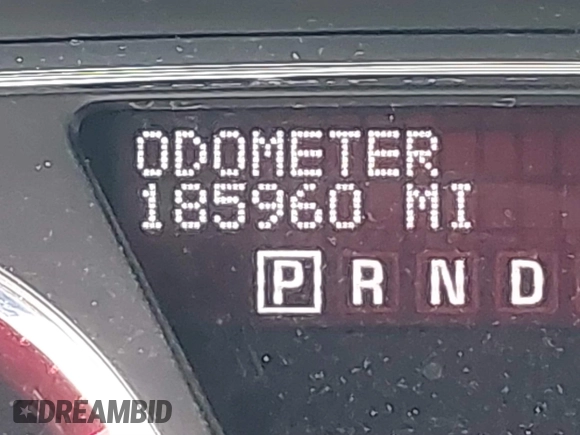 ODOMETER
185960 MI
P R N D
DREAMBID